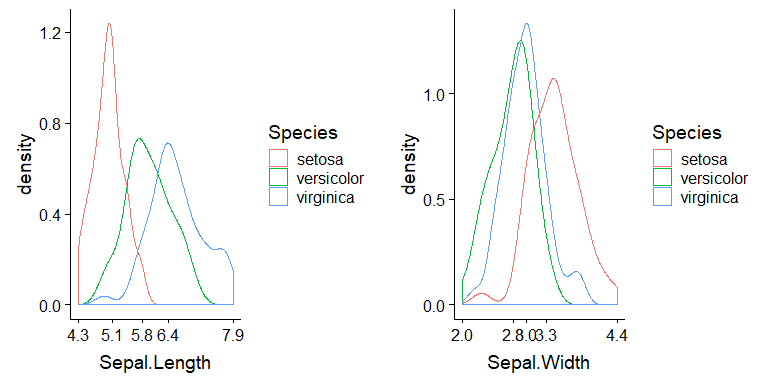 density
1.2
0.8
0.4
0.0
4.3 5.1 5.8 6.4 7.9
Sepal.Length
Species
setosa
versicolor
virginica
density
1.0
0.5
0.0
2.0 2.8 3.0 3.3 4.4
Sepal.Width
Species
setosa
versicolor
virginica